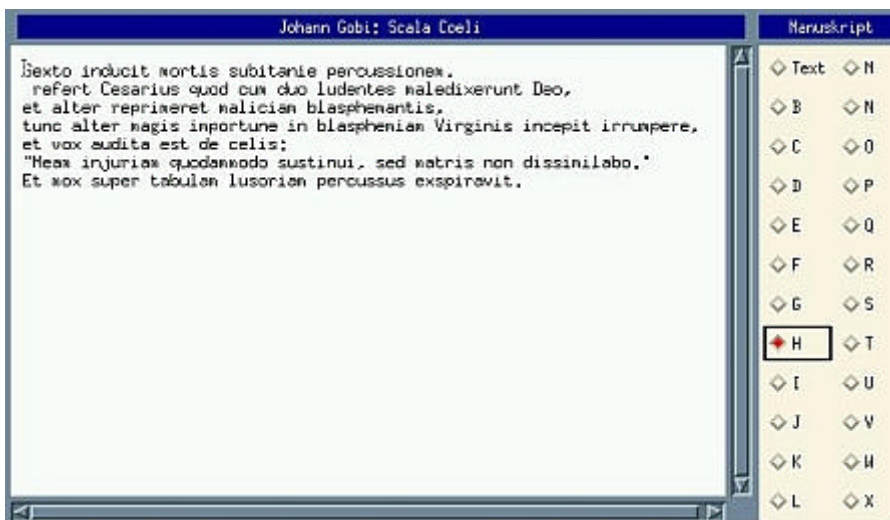 Johann Gobi: Scala Coeli
Manuskript
Sexto inducit mortis subitanie percussionem.
refert Cesarius quod cum duo ludentes maledixerunt Deo,
et alter reprimeret maliciam blasphemantis,
tunc alter magis importune in blasphemiam Virginis incepit irrumpere,
et vox audita est de celis:
"Meam injuriam quodammodo sustinui, sed matris non dissimilabo."
Et mox super tabulam lusoriam percussus exspiravit.
Text M
B N
C O
D P
E Q
F R
G S
H T
I U
J V
K W
L X